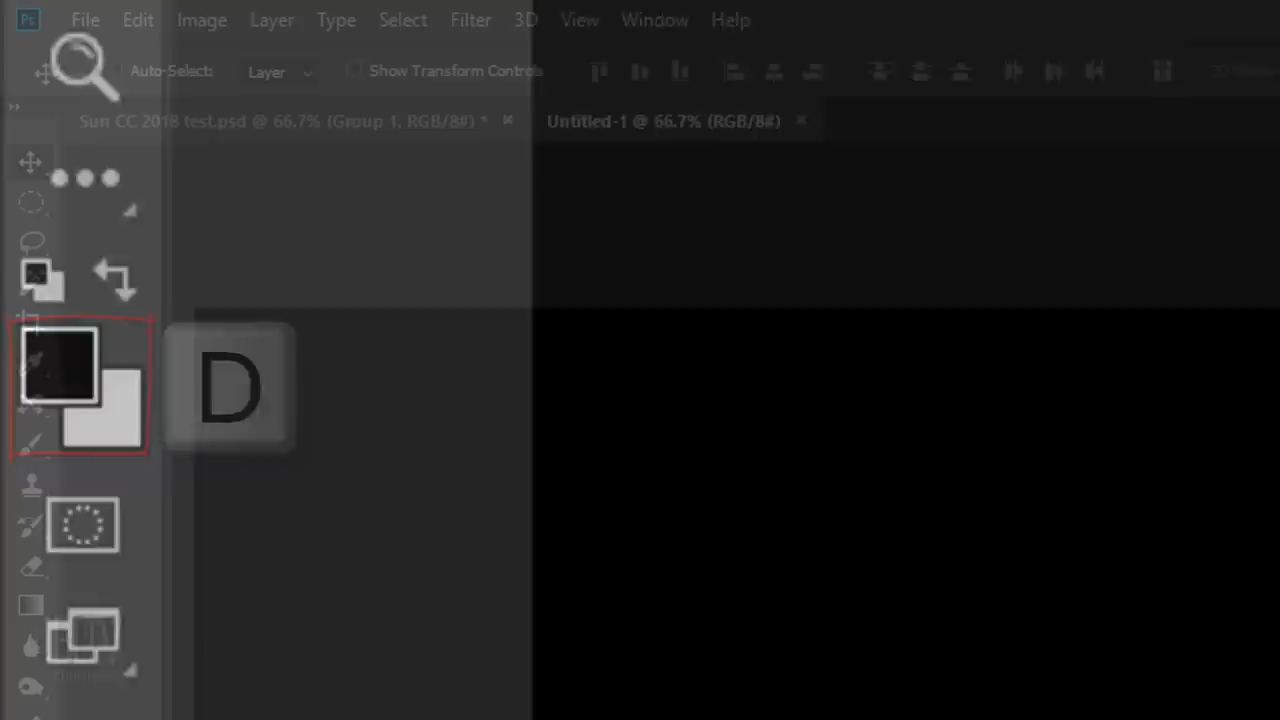 Ps File Edit Image Layer Type Select Filter 3D View Window Help
Auto-Select: Layer Show Transform Controls
Sun CC 2018 test.psd @ 66.7% (Group 1, RGB/8#) * × Untitled-1 @ 66.7% (RGB/8#) ×
D